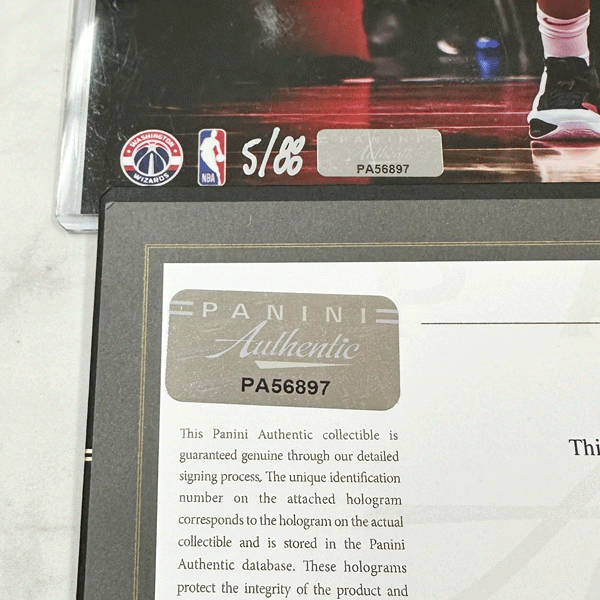 WASHINGTON
WIZARDS
NBA
5/88
PANINI
Authentic
PA56897
PANINI
Authentic
PA56897
This Panini Authentic collectible is
guaranteed genuine through our detailed
signing process. The unique identification
number on the attached hologram
corresponds to the hologram on the actual
collectible and is stored in the Panini
Authentic database. These holograms
protect the integrity of the product and
Thi